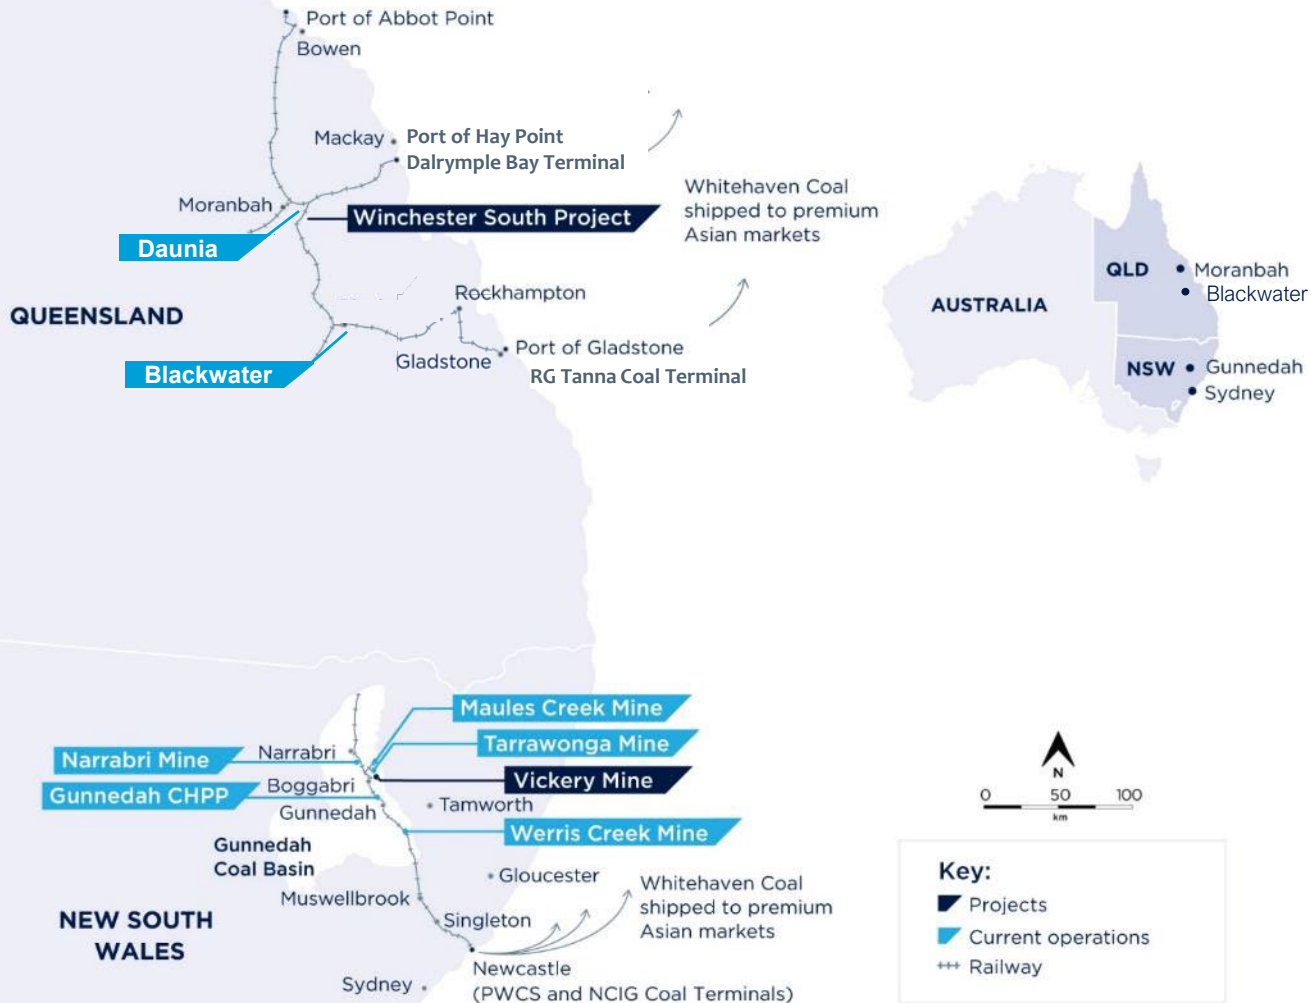 Port of Abbot Point
Bowen
Mackay
Port of Hay Point
Dalrymple Bay Terminal
Moranbah
Winchester South Project
Daunia
Whitehaven Coal
shipped to premium
Asian markets
QUEENSLAND
Rockhampton
Blackwater
Gladstone
Port of Gladstone
RG Tanna Coal Terminal
AUSTRALIA
QLD
Moranbah
Blackwater
NSW
Gunnedah
Sydney
Maules Creek Mine
Tarrawonga Mine
Narrabri Mine
Narrabri
Vickery Mine
Boggabri
Gunnedah CHPP
Gunnedah
Tamworth
Werris Creek Mine
Gunnedah
Coal Basin
Gloucester
Muswellbrook
Singleton
Whitehaven Coal
shipped to premium
Asian markets
NEW SOUTH
WALES
Newcastle
(PWCS and NCIG Coal Terminals)
Sydney
N
0 50 100
km
Key:
Projects
Current operations
Railway